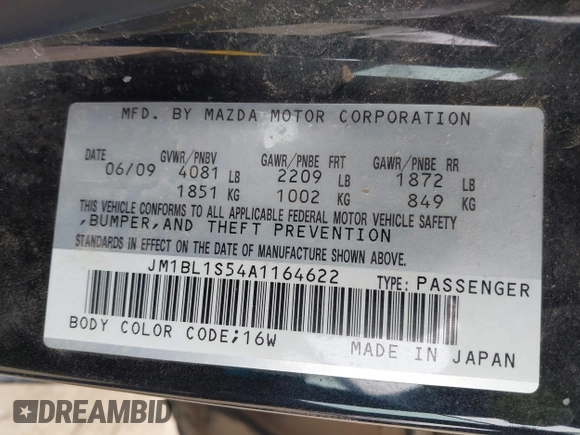 MFD. BY MAZDA MOTOR CORPORATION
DATE GVWR/PNBV GAWR/PNBE FRT GAWR/PNBE RR
06/09 4081 LB 2209 LB 1872 LB
1851 KG 1002 KG 849 KG
THIS VEHICLE CONFORMS TO ALL APPLICABLE FEDERAL MOTOR VEHICLE SAFETY
,BUMPER,AND THEFT PREVENTION
STANDARDS IN EFFECT ON THE DATE OF MANUFACTURE SHOWN ABOVE.
JM1BL1S54A1164622 TYPE: PASSENGER
BODY COLOR CODE;16W MADE IN JAPAN
DREAMBID